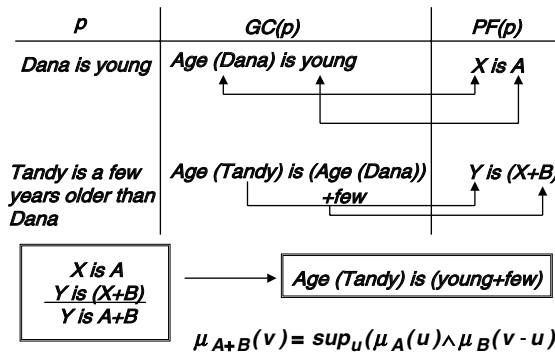 p GC(p) PF(p)
Dana is young Age (Dana) is young X is A
Tandy is a few Age (Tandy) is (Age (Dana)) Y is (X+B)
years older than +few
Dana
X is A
Y is (X+B)
Y is A+B
Age (Tandy) is (young+few)
μA+B(v) = supu(μA(u)∧μB(v-u)